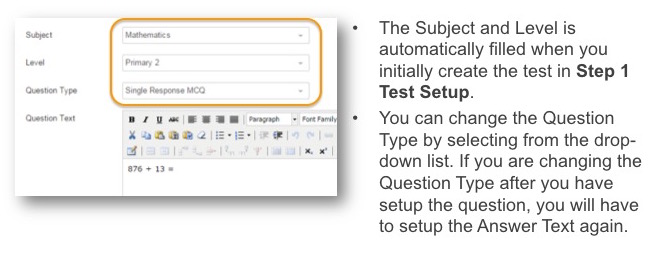 Subject
Mathematics
Level
Primary 2
Question Type
Single Response MCQ
Question Text
B I U ABC Paragraph Font Family
876 + 13 =
• The Subject and Level is
automatically filled when you
initially create the test in Step 1
Test Setup.
• You can change the Question
Type by selecting from the drop-
down list. If you are changing the
Question Type after you have
setup the question, you will have
to setup the Answer Text again.